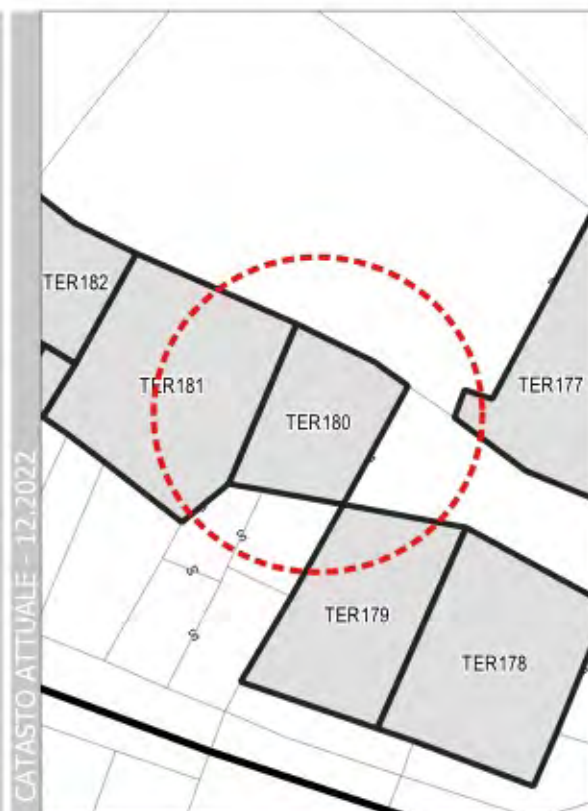 CATASTO ATTUALE - 12.2022
TER182
TER181
TER180
TER177
TER179
TER178
s
s
s